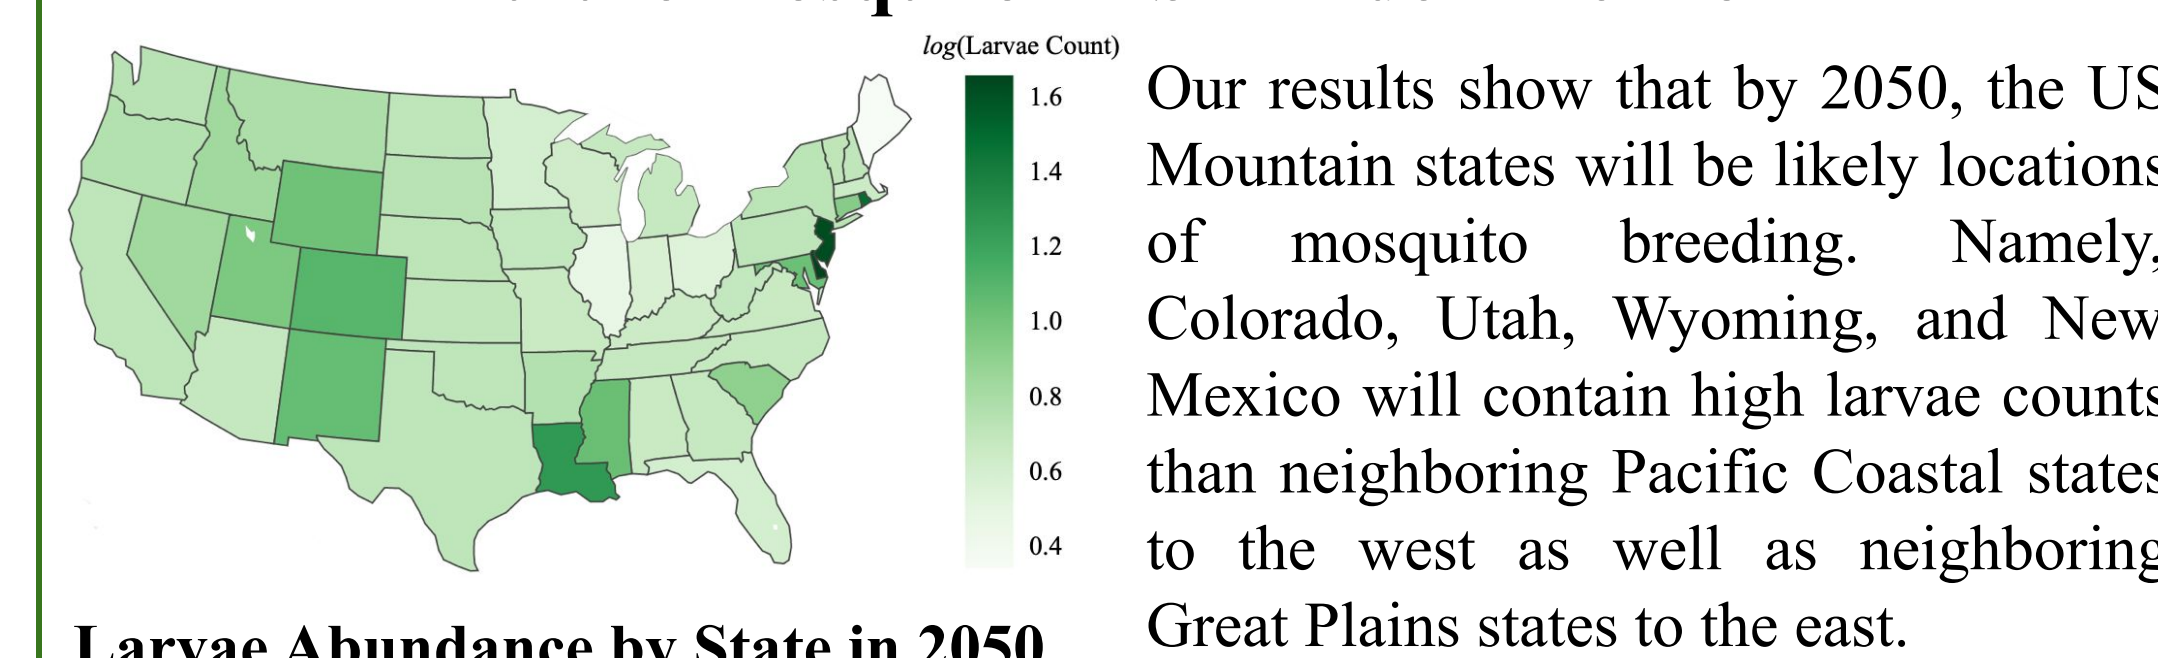 log(Larvae Count)
1.6
1.4
1.2
1.0
0.8
0.6
0.4
Larvae Abundance by State in 2050
Our results show that by 2050, the US
Mountain states will be likely locations
of mosquito breeding. Namely,
Colorado, Utah, Wyoming, and New
Mexico will contain high larvae counts
than neighboring Pacific Coastal states
to the west as well as neighboring
Great Plains states to the east.